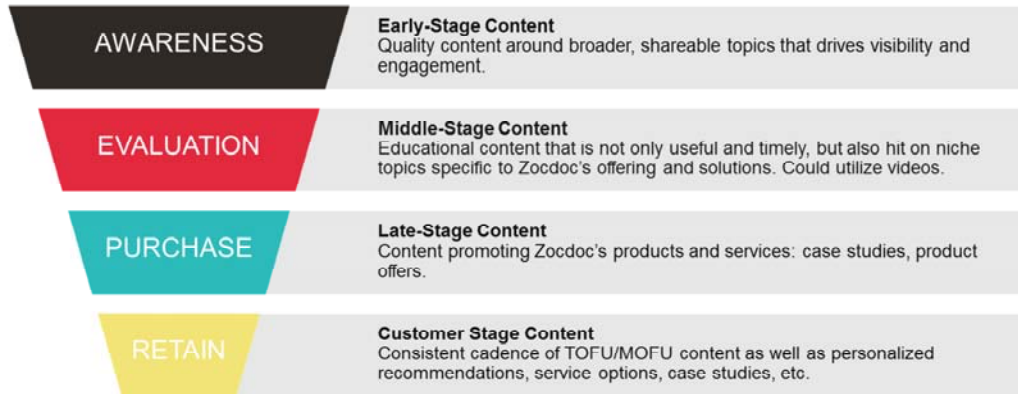 AWARENESS
Early-Stage Content
Quality content around broader, shareable topics that drives visibility and
engagement.
EVALUATION
Middle-Stage Content
Educational content that is not only useful and timely, but also hit on niche
topics specific to Zocdoc's offering and solutions. Could utilize videos.
PURCHASE
Late-Stage Content
Content promoting Zocdoc's products and services: case studies, product
offers.
RETAIN
Customer Stage Content
Consistent cadence of TOFU/MOFU content as well as personalized
recommendations, service options, case studies, etc.